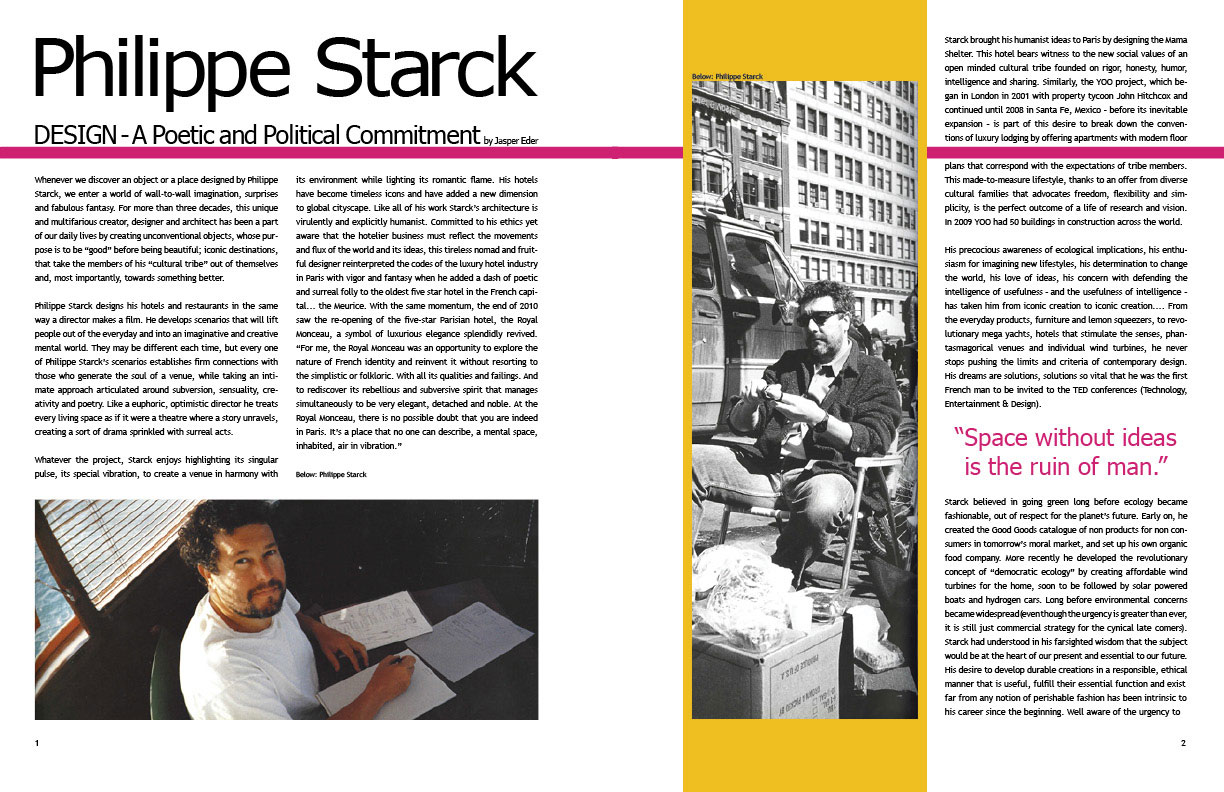 Philippe Starck
DESIGN - A Poetic and Political Commitment by Jasper Eder
Whenever we discover an object or a place designed by Philippe
Starck, we enter a world of wall-to-wall imagination, surprises
and fabulous fantasy. For more than three decades, this unique
and multifarious creator, designer and architect has been a part
of our daily lives by creating unconventional objects, whose pur-
pose is to be “good” before being beautiful; iconic destinations,
that take the members of his “cultural tribe” out of themselves
and, most importantly, towards something better.
Philippe Starck designs his hotels and restaurants in the same
way a director makes a film. He develops scenarios that will lift
people out of the everyday and into an imaginative and creative
mental world. They may be different each time, but every one
of Philippe Starck’s scenarios establishes firm connections with
those who generate the soul of a venue, while taking an inti-
mate approach articulated around subversion, sensuality, cre-
ativity and poetry. Like a euphoric, optimistic director he treats
every living space as if it were a theatre where a story unravels,
creating a sort of drama sprinkled with surreal acts.
Whatever the project, Starck enjoys highlighting its singular
pulse, its special vibration, to create a venue in harmony with
its environment while lighting its romantic flame. His hotels
have become timeless icons and have added a new dimension
to global cityscape. Like all of his work Starck’s architecture is
virulently and explicitly humanist. Committed to his ethics yet
aware that the hotelier business must reflect the movements
and flux of the world and its ideas, this tireless nomad and fruit-
ful designer reinterpreted the codes of the luxury hotel industry
in Paris with vigor and fantasy when he added a dash of poetic
and surreal folly to the oldest five star hotel in the French capi-
tal… the Meurice. With the same momentum, the end of 2010
saw the re-opening of the five-star Parisian hotel, the Royal
Monceau, a symbol of luxurious elegance splendidly revived.
“For me, the Royal Monceau was an opportunity to explore the
nature of French identity and reinvent it without resorting to
the simplistic or folkloric. With all its qualities and failings. And
to rediscover its rebellious and subversive spirit that manages
simultaneously to be very elegant, detached and noble. At the
Royal Monceau, there is no possible doubt that you are indeed
in Paris. It’s a place that no one can describe, a mental space,
inhabited, air in vibration.”
Below: Philippe Starck
1
Below: Philippe Starck
PRODUCE OF U.S.A.
Starck brought his humanist ideas to Paris by designing the Mama
Shelter. This hotel bears witness to the new social values of an
open minded cultural tribe founded on rigor, honesty, humor,
intelligence and sharing. Similarly, the YOO project, which be-
gan in London in 2001 with property tycoon John Hitchcox and
continued until 2008 in Santa Fe, Mexico - before its inevitable
expansion - is part of this desire to break down the conven-
tions of luxury lodging by offering apartments with modern floor
plans that correspond with the expectations of tribe members.
This made-to-measure lifestyle, thanks to an offer from diverse
cultural families that advocates freedom, flexibility and sim-
plicity, is the perfect outcome of a life of research and vision.
In 2009 YOO had 50 buildings in construction across the world.
His precocious awareness of ecological implications, his enthu-
siasm for imagining new lifestyles, his determination to change
the world, his love of ideas, his concern with defending the
intelligence of usefulness - and the usefulness of intelligence -
has taken him from iconic creation to iconic creation…. From
the everyday products, furniture and lemon squeezers, to revo-
lutionary mega yachts, hotels that stimulate the senses, phan-
tasmagorical venues and individual wind turbines, he never
stops pushing the limits and criteria of contemporary design.
His dreams are solutions, solutions so vital that he was the first
French man to be invited to the TED conferences (Technology,
Entertainment & Design).
“Space without ideas
is the ruin of man.”
Starck believed in going green long before ecology became
fashionable, out of respect for the planet’s future. Early on, he
created the Good Goods catalogue of non products for non con-
sumers in tomorrow’s moral market, and set up his own organic
food company. More recently he developed the revolutionary
concept of “democratic ecology” by creating affordable wind
turbines for the home, soon to be followed by solar powered
boats and hydrogen cars. Long before environmental concerns
became widespread (even though the urgency is greater than ever,
it is still just commercial strategy for the cynical late comers).
Starck had understood in his farsighted wisdom that the subject
would be at the heart of our present and essential to our future.
His desire to develop durable creations in a responsible, ethical
manner that is useful, fulfill their essential function and exist
far from any notion of perishable fashion has been intrinsic to
his career since the beginning. Well aware of the urgency to
2